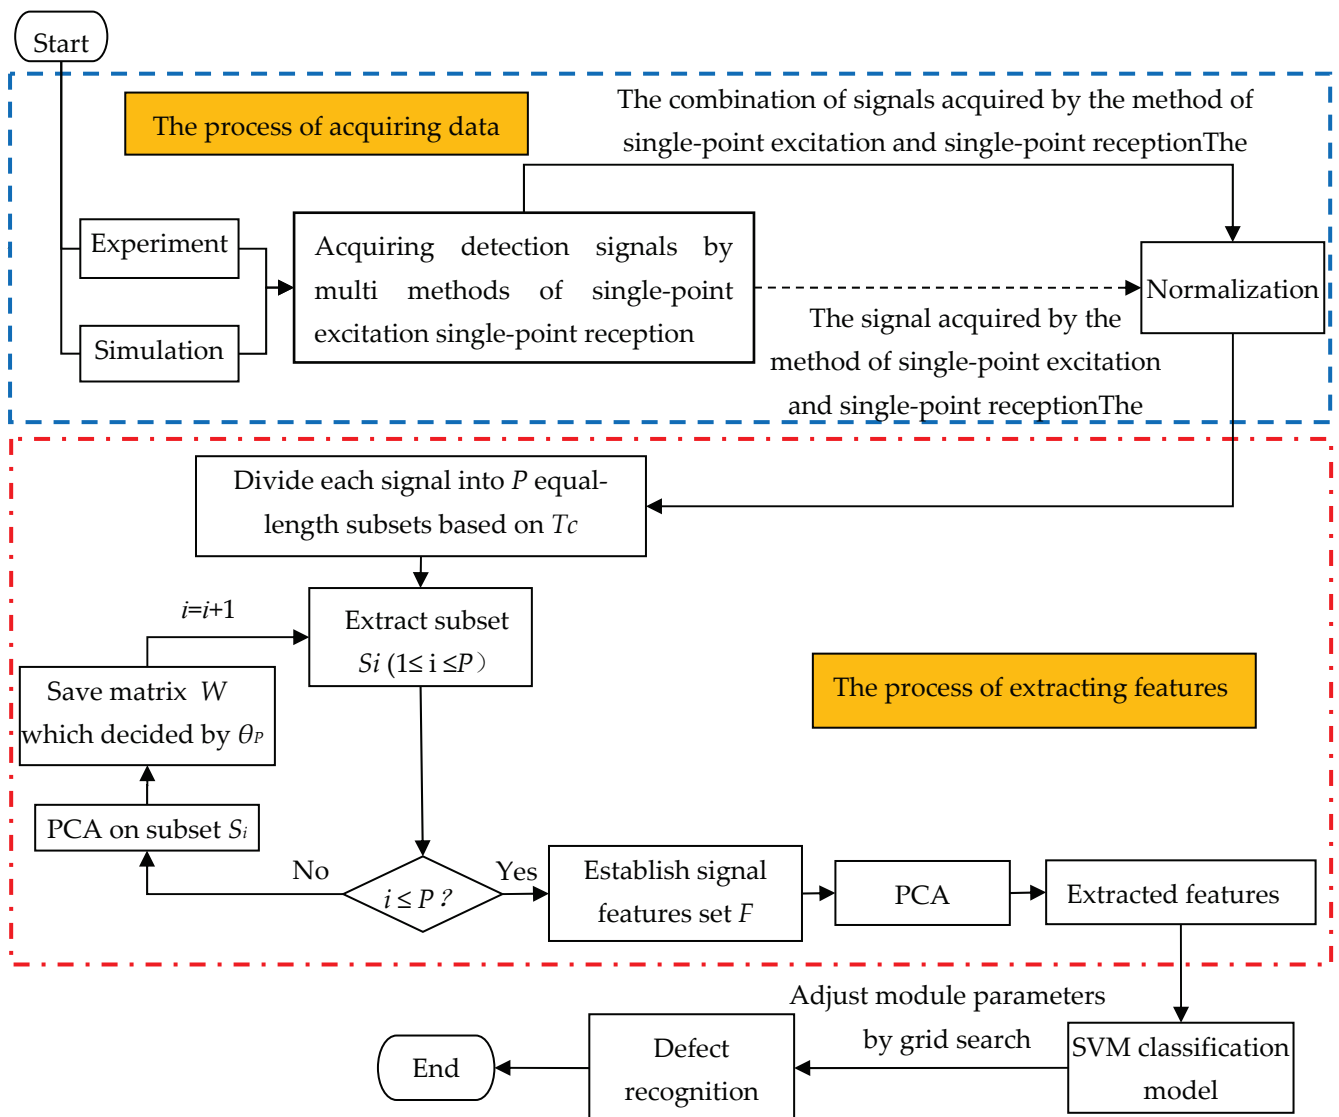 Start
The process of acquiring data
The combination of signals acquired by the method of
single-point excitation and single-point receptionThe
Experiment
Simulation
Acquiring detection signals by
multi methods of single-point
excitation single-point reception
Normalization
The signal acquired by the
method of single-point excitation
and single-point receptionThe
Divide each signal into P equal-
length subsets based on Tc
i=i+1
Extract subset
Si (1≤ i ≤P）
Save matrix W
which decided by θP
The process of extracting features
PCA on subset Si
No
i ≤ P？
Yes
Establish signal
features set F
PCA
Extracted features
Adjust module parameters
by grid search
SVM classification
model
Defect
recognition
End